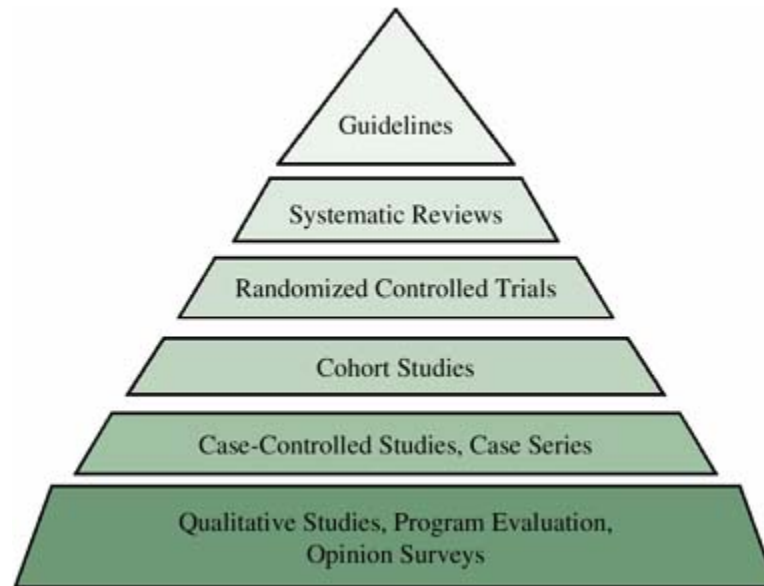 Guidelines
Systematic Reviews
Randomized Controlled Trials
Cohort Studies
Case-Controlled Studies, Case Series
Qualitative Studies, Program Evaluation,
Opinion Surveys